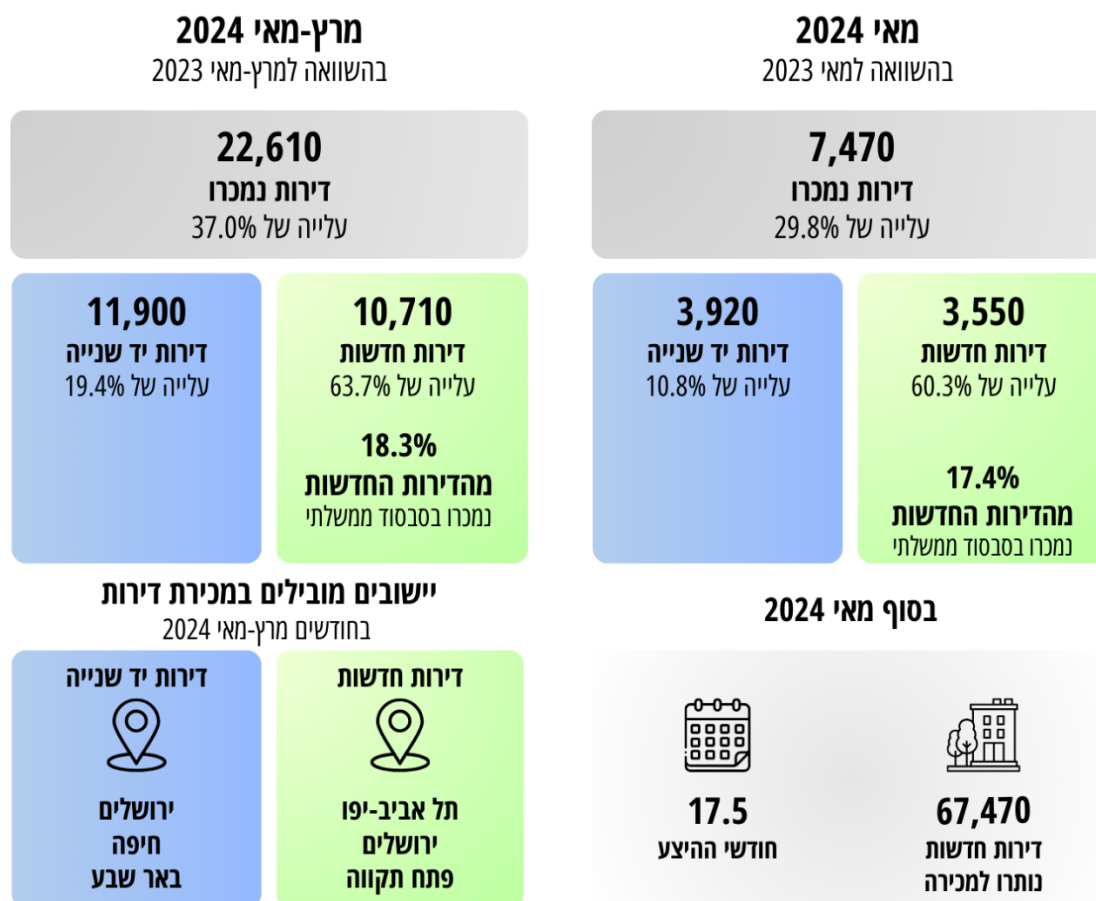 מאי 2024
בהשוואה למאי 2023
7,470
דירות נמכרו
עלייה של 29.8%
3,550
דירות חדשות
עלייה של 60.3%
17.4%
מהדירות החדשות
נמכרו בסבסוד ממשלתי
3,920
דירות יד שנייה
עלייה של 10.8%
מרץ-מאי 2024
בהשוואה למרץ-מאי 2023
22,610
דירות נמכרו
עלייה של 37.0%
10,710
דירות חדשות
עלייה של 63.7%
18.3%
מהדירות החדשות
נמכרו בסבסוד ממשלתי
11,900
דירות יד שנייה
עלייה של 19.4%
בסוף מאי 2024
67,470
דירות חדשות
נותרו למכירה
17.5
חודשי ההיצע
יישובים מובילים במכירת דירות
בחודשים מרץ-מאי 2024
דירות חדשות
תל אביב-יפו
ירושלים
פתח תקווה
דירות יד שנייה
ירושלים
חיפה
באר שבע